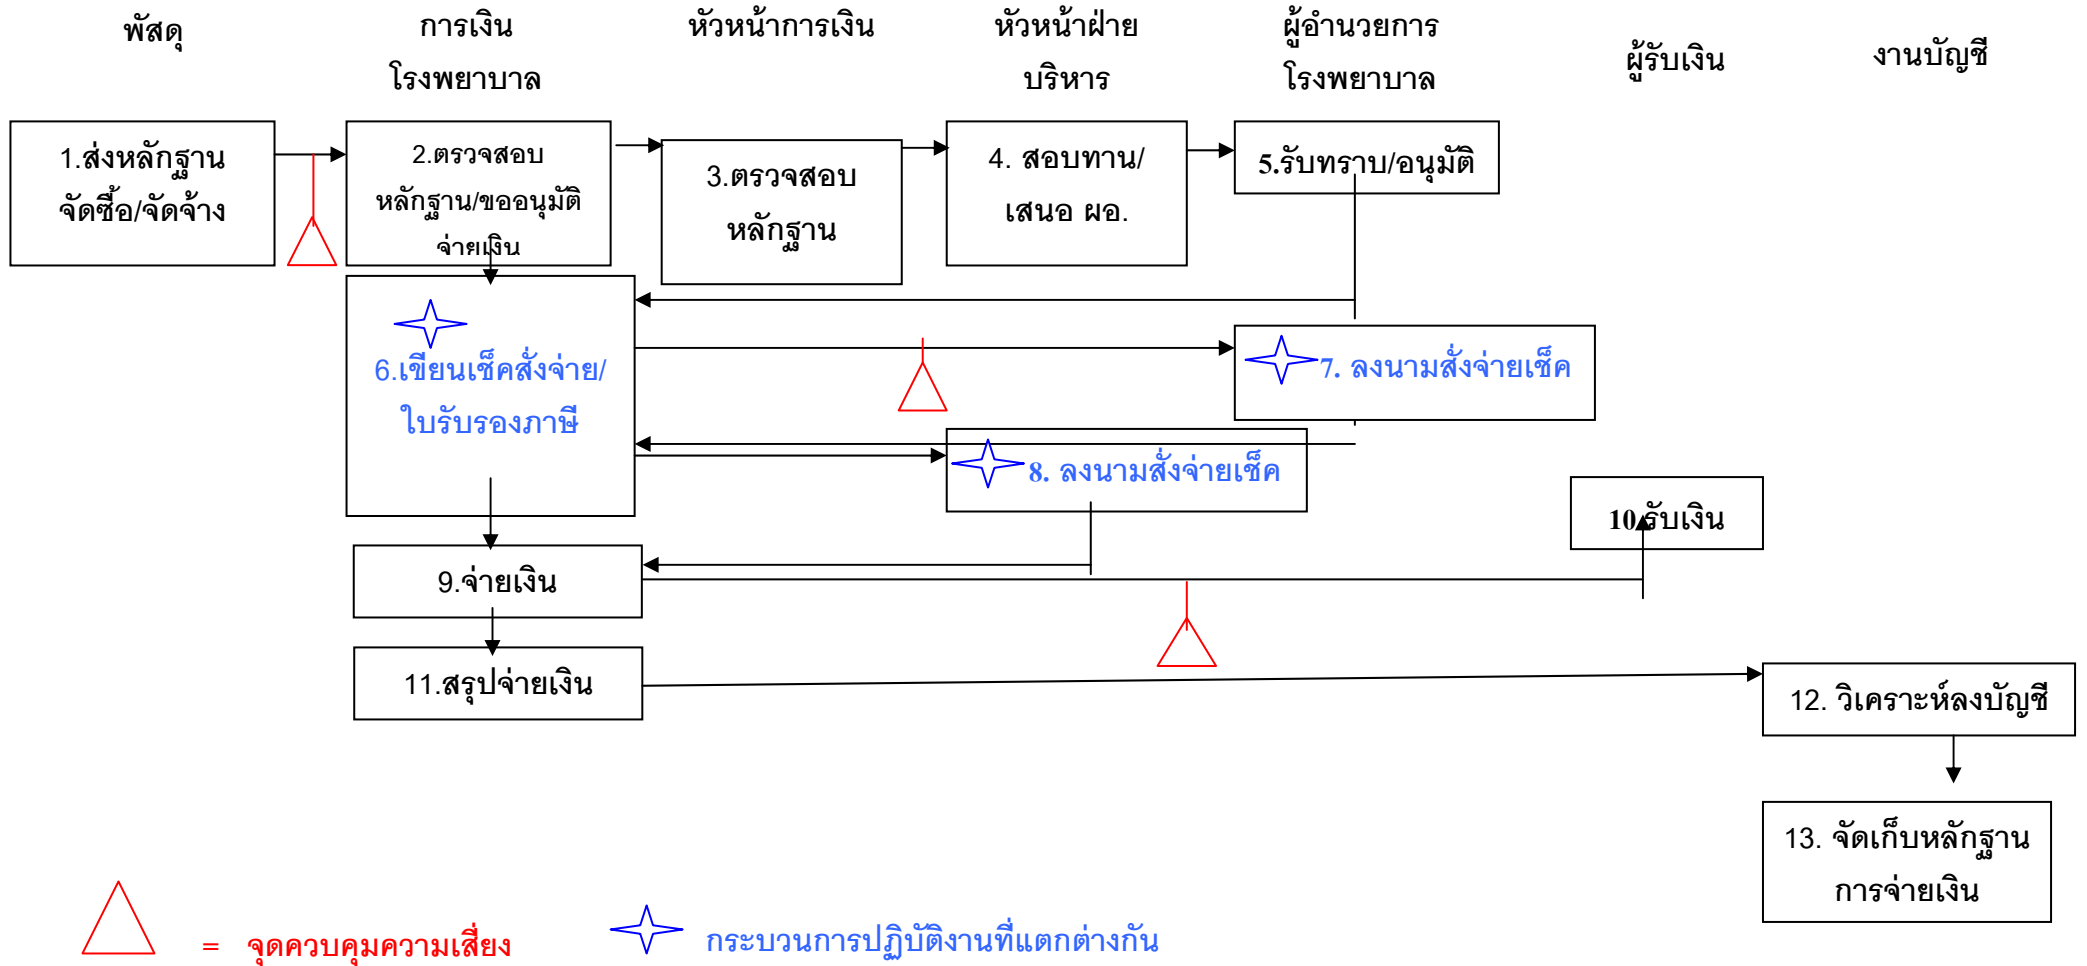 พัสดุ
การเงิน
โรงพยาบาล
หัวหน้าการเงิน
หัวหน้าฝ่าย
บริหาร
ผู้อำนวยการ
โรงพยาบาล
ผู้รับเงิน
งานบัญชี
1.ส่งหลักฐาน
จัดซื้อ/จัดจ้าง
2.ตรวจสอบ
หลักฐาน/ขออนุมัติ
จ่ายเงิน
3.ตรวจสอบ
หลักฐาน
4. สอบทาน/
เสนอ ผอ.
5.รับทราบ/อนุมัติ
6.เขียนเช็คสั่งจ่าย/
ใบรับรองภาษี
7. ลงนามสั่งจ่ายเช็ค
8. ลงนามสั่งจ่ายเช็ค
9.จ่ายเงิน
10.รับเงิน
11.สรุปจ่ายเงิน
12. วิเคราะห์ลงบัญชี
13. จัดเก็บหลักฐาน
การจ่ายเงิน
= จุดควบคุมความเสี่ยง
กระบวนการปฏิบัติงานที่แตกต่างกัน